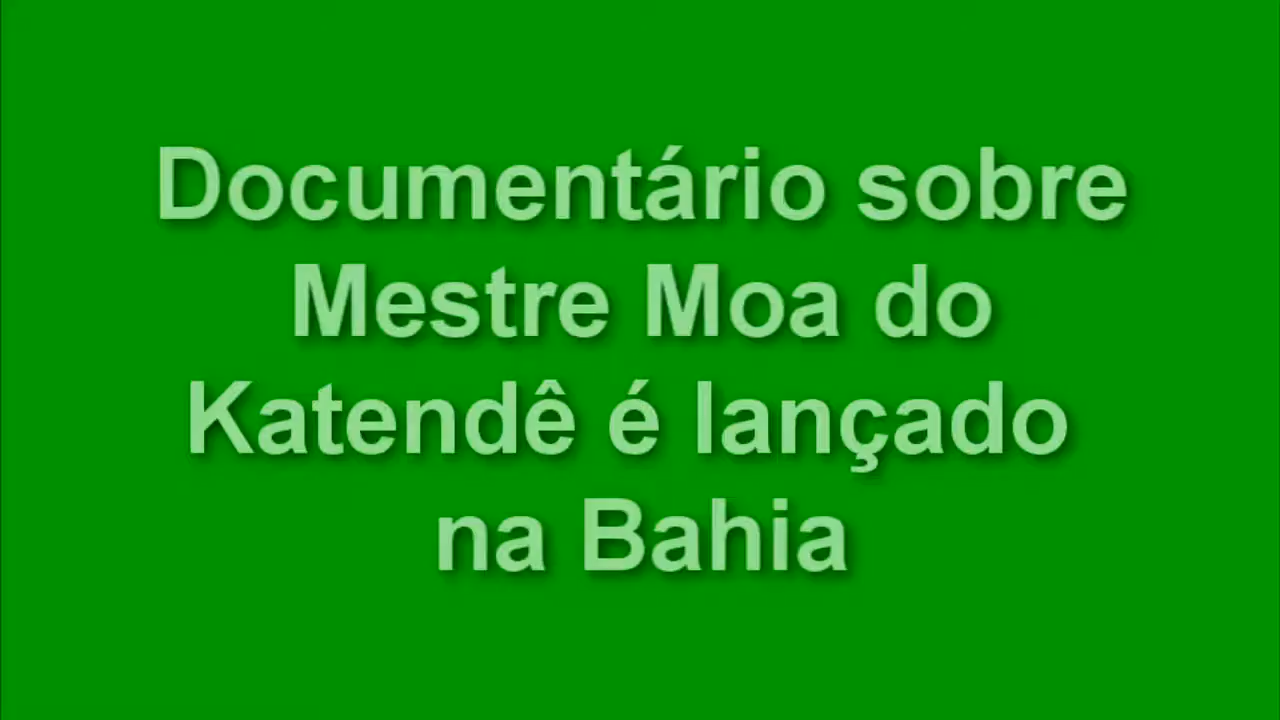 Documentário sobre
Mestre Moa do
Katendê é lançado
na Bahia